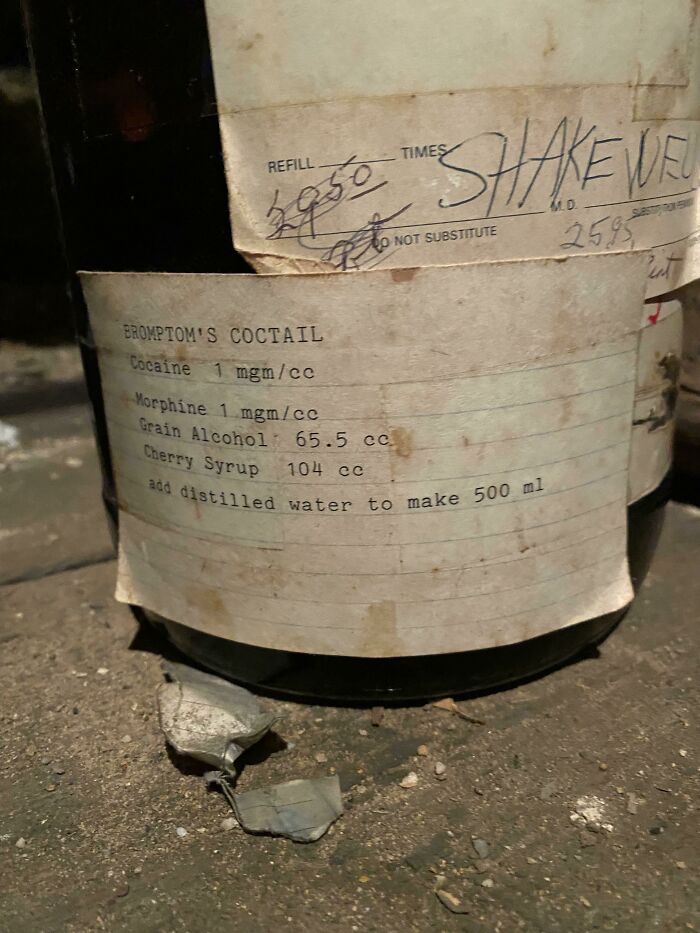 REFILL TIMES SHAKE WEL
M.D.
DO NOT SUBSTITUTE 2595
BROMPTOM'S COCTAIL
Cocaine 1 mgm/cc
Morphine 1 mgm/cc
Grain Alcohol 65.5 cc
Cherry Syrup 104 cc
add distilled water to make 500 ml